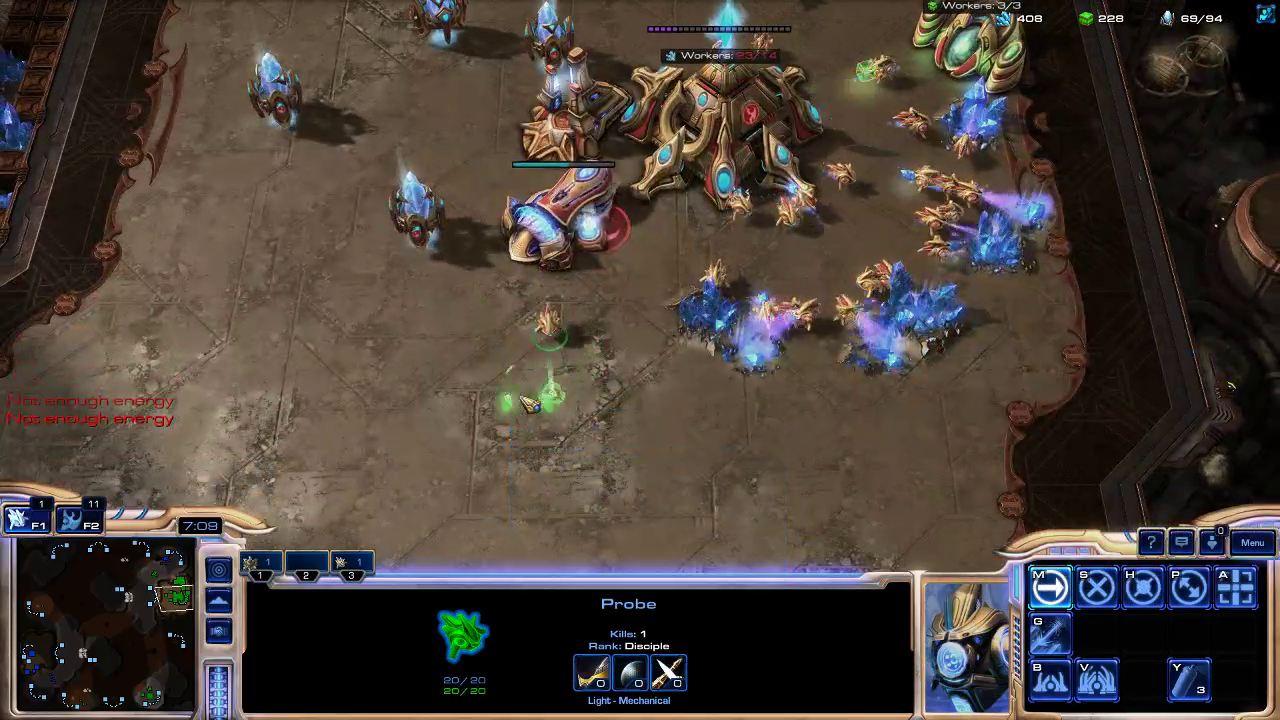 Workers: 3/3
408 228 69/94
Workers: 23/14
Not enough energy
Not enough energy
1 11
F1 F2
7:09
0
? Menu
1 1
1 2 3
Probe
Kills: 1
Rank: Disciple
0 0 0
20/20
20/20
Light - Mechanical
M S H P A
G
B V Y
3